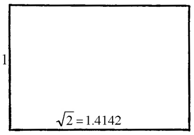 1
√2 = 1.4142